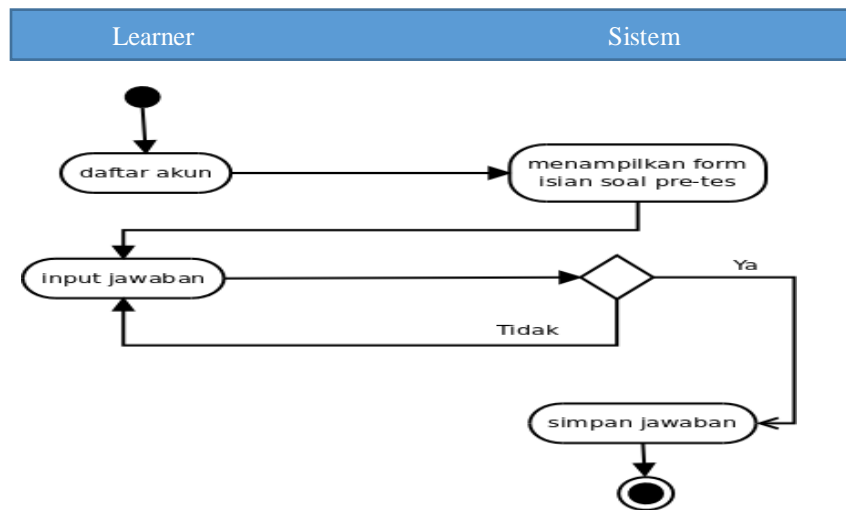 Learner
Sistem
daftar akun
menampilkan form
isian soal pre-tes
input jawaban
Ya
Tidak
simpan jawaban